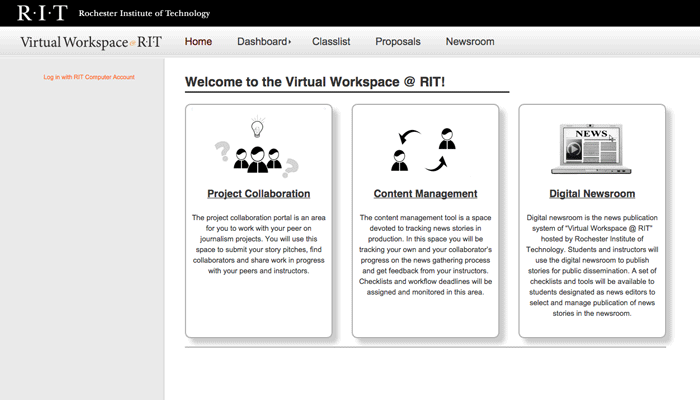 R·I·T Rochester Institute of Technology
Virtual Workspace @ RIT
Home Dashboard Classlist Proposals Newsroom
Log in with RIT Computer Account
Welcome to the Virtual Workspace @ RIT!
NEWS
Project Collaboration
The project collaboration portal is an area
for you to work with your peer on
journalism projects. You will use this
space to submit your story pitches, find
collaborators and share work in progress
with your peers and instructors.
Content Management
The content management tool is a space
devoted to tracking news stories in
production. In this space you will be
tracking your own and your collaborator's
progress on the news gathering process
and get feedback from your instructors.
Checklists and workflow deadlines will be
assigned and monitored in this area.
Digital Newsroom
Digital newsroom is the news publication
system of "Virtual Workspace @ RIT"
hosted by Rochester Institute of
Technology. Students and instructors will
use the digital newsroom to publish
stories for public dissemination. A set of
checklists and tools will be available to
students designated as news editors to
select and manage publication of news
stories in the newsroom.